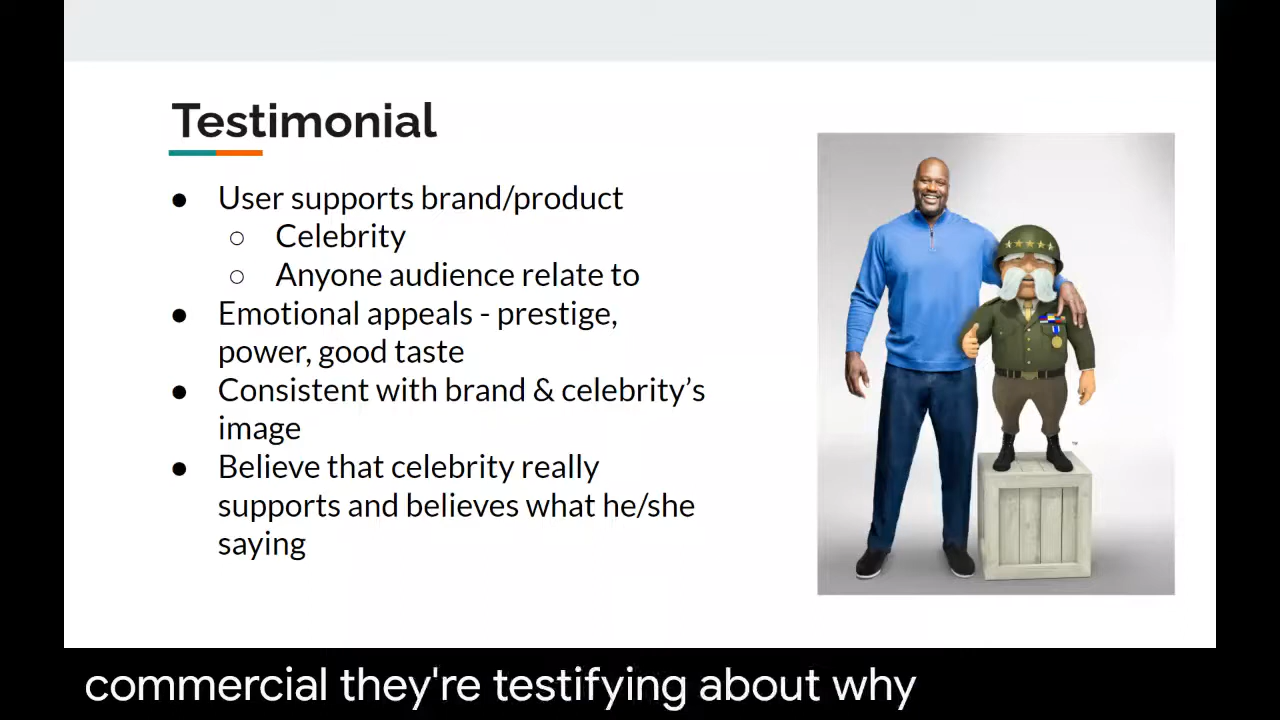 Testimonial
● User supports brand/product
○ Celebrity
○ Anyone audience relate to
● Emotional appeals - prestige,
power, good taste
● Consistent with brand & celebrity’s
image
● Believe that celebrity really
supports and believes what he/she
saying
commercial they're testifying about why